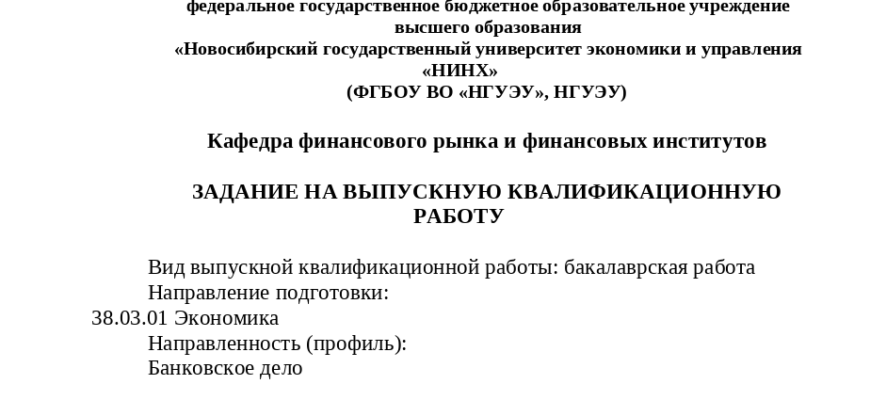 федеральное государственное бюджетное образовательное учреждение
высшего образования
«Новосибирский государственный университет экономики и управления
«НИНХ»
(ФГБОУ ВО «НГУЭУ», НГУЭУ)
Кафедра финансового рынка и финансовых институтов
ЗАДАНИЕ НА ВЫПУСКНУЮ КВАЛИФИКАЦИОННУЮ
РАБОТУ
Вид выпускной квалификационной работы: бакалаврская работа
Направление подготовки:
38.03.01 Экономика
Направленность (профиль):
Банковское дело